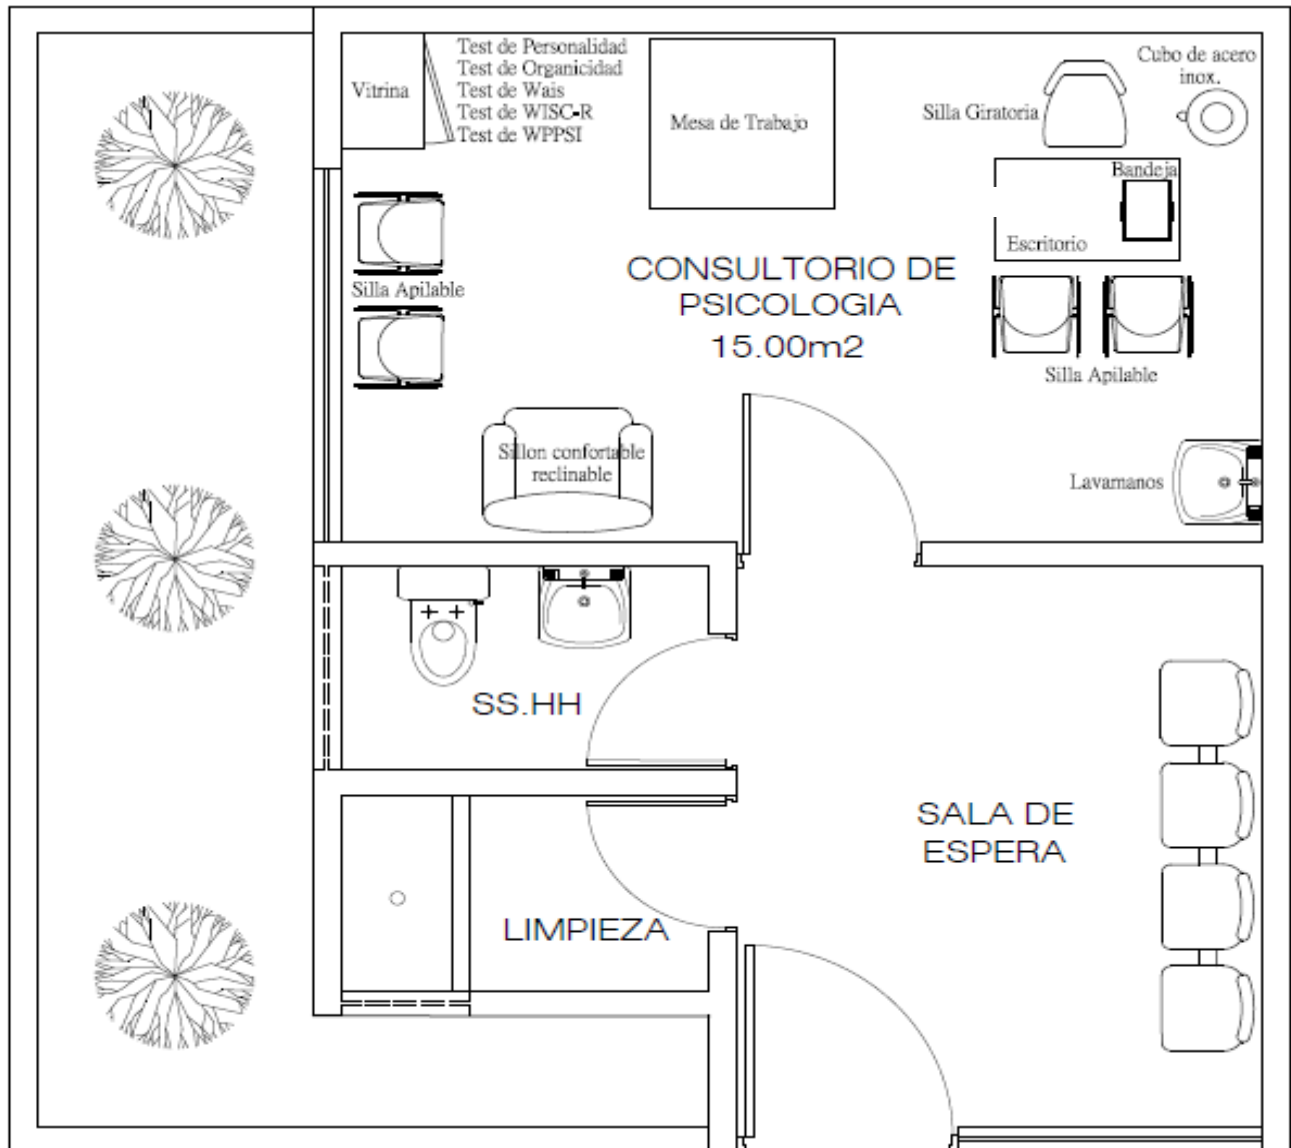 Test de Personalidad
Test de Organicidad
Test de Wais
Test de WISC-R
Test de WPPSI
Vitrina
Mesa de Trabajo
Silla Giratoria
Cubo de acero
inox.
Bandeja
Escritorio
CONSULTORIO DE
PSICOLOGIA
15.00m2
Silla Apilable
Silla Apilable
Sillon confortable
reclinable
Lavamanos
SS.HH
SALA DE
ESPERA
LIMPIEZA